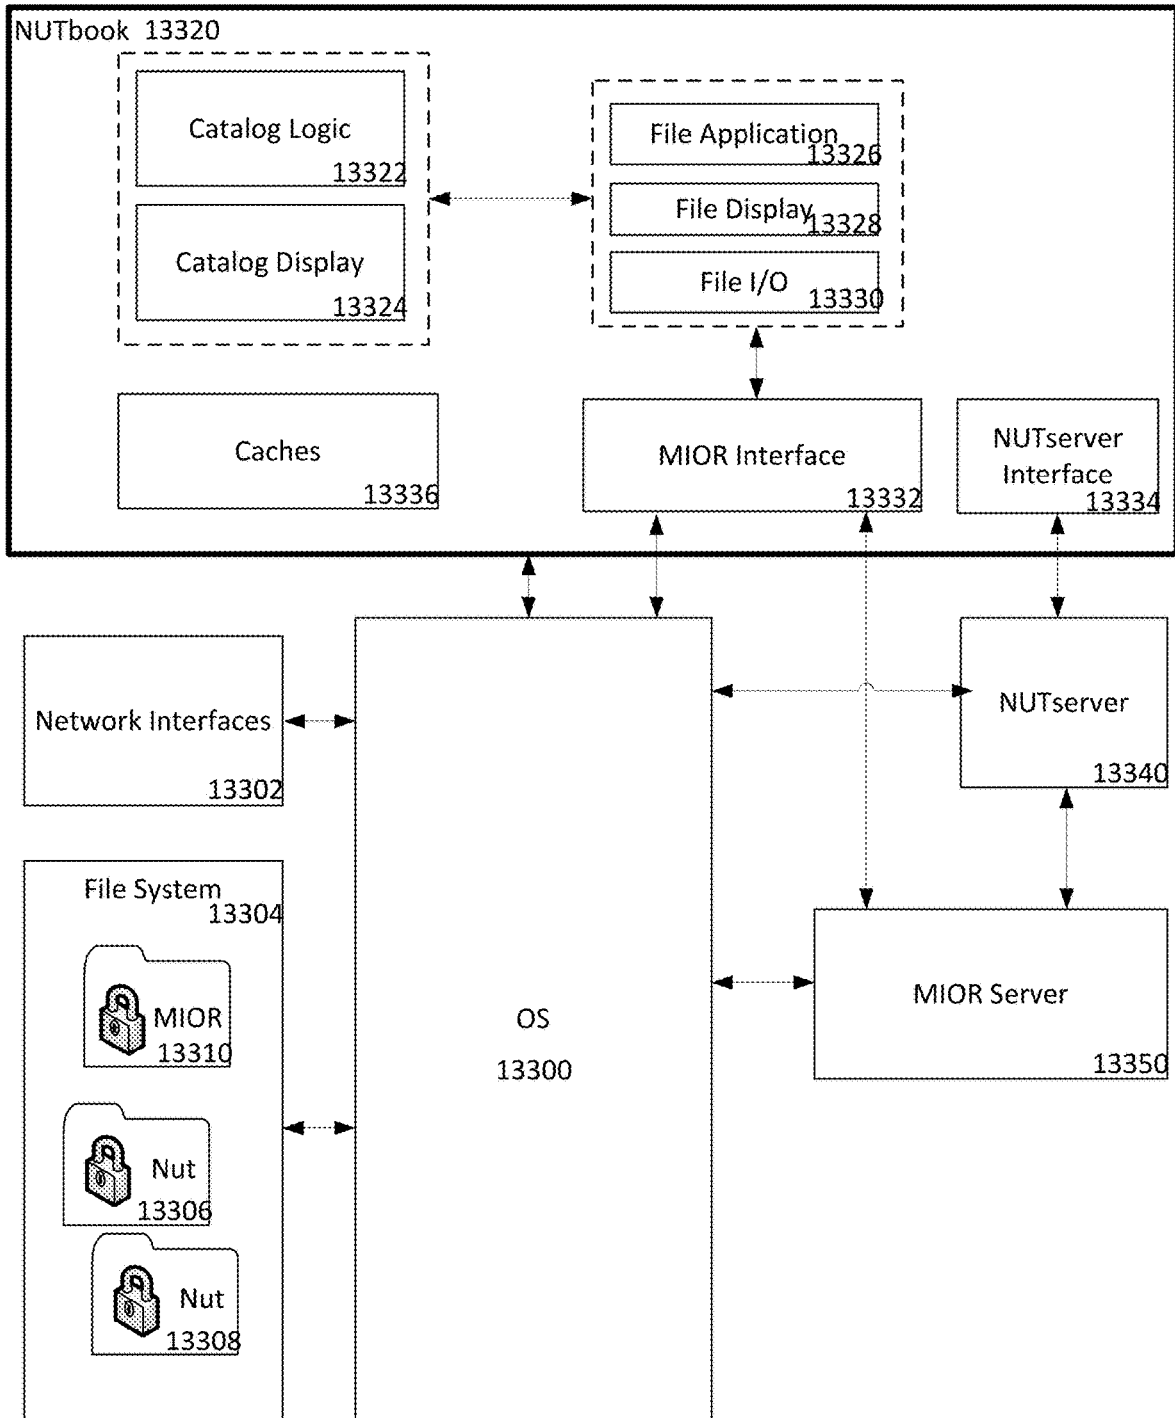 NUTbook 13320
Catalog Logic
13322
Catalog Display
13324
File Application
13326
File Display
13328
File I/O
13330
Caches
13336
MIOR Interface
13332
NUTserver
Interface
13334
Network Interfaces
13302
File System
13304
MIOR
13310
Nut
13306
Nut
13308
OS
13300
NUTserver
13340
MIOR Server
13350